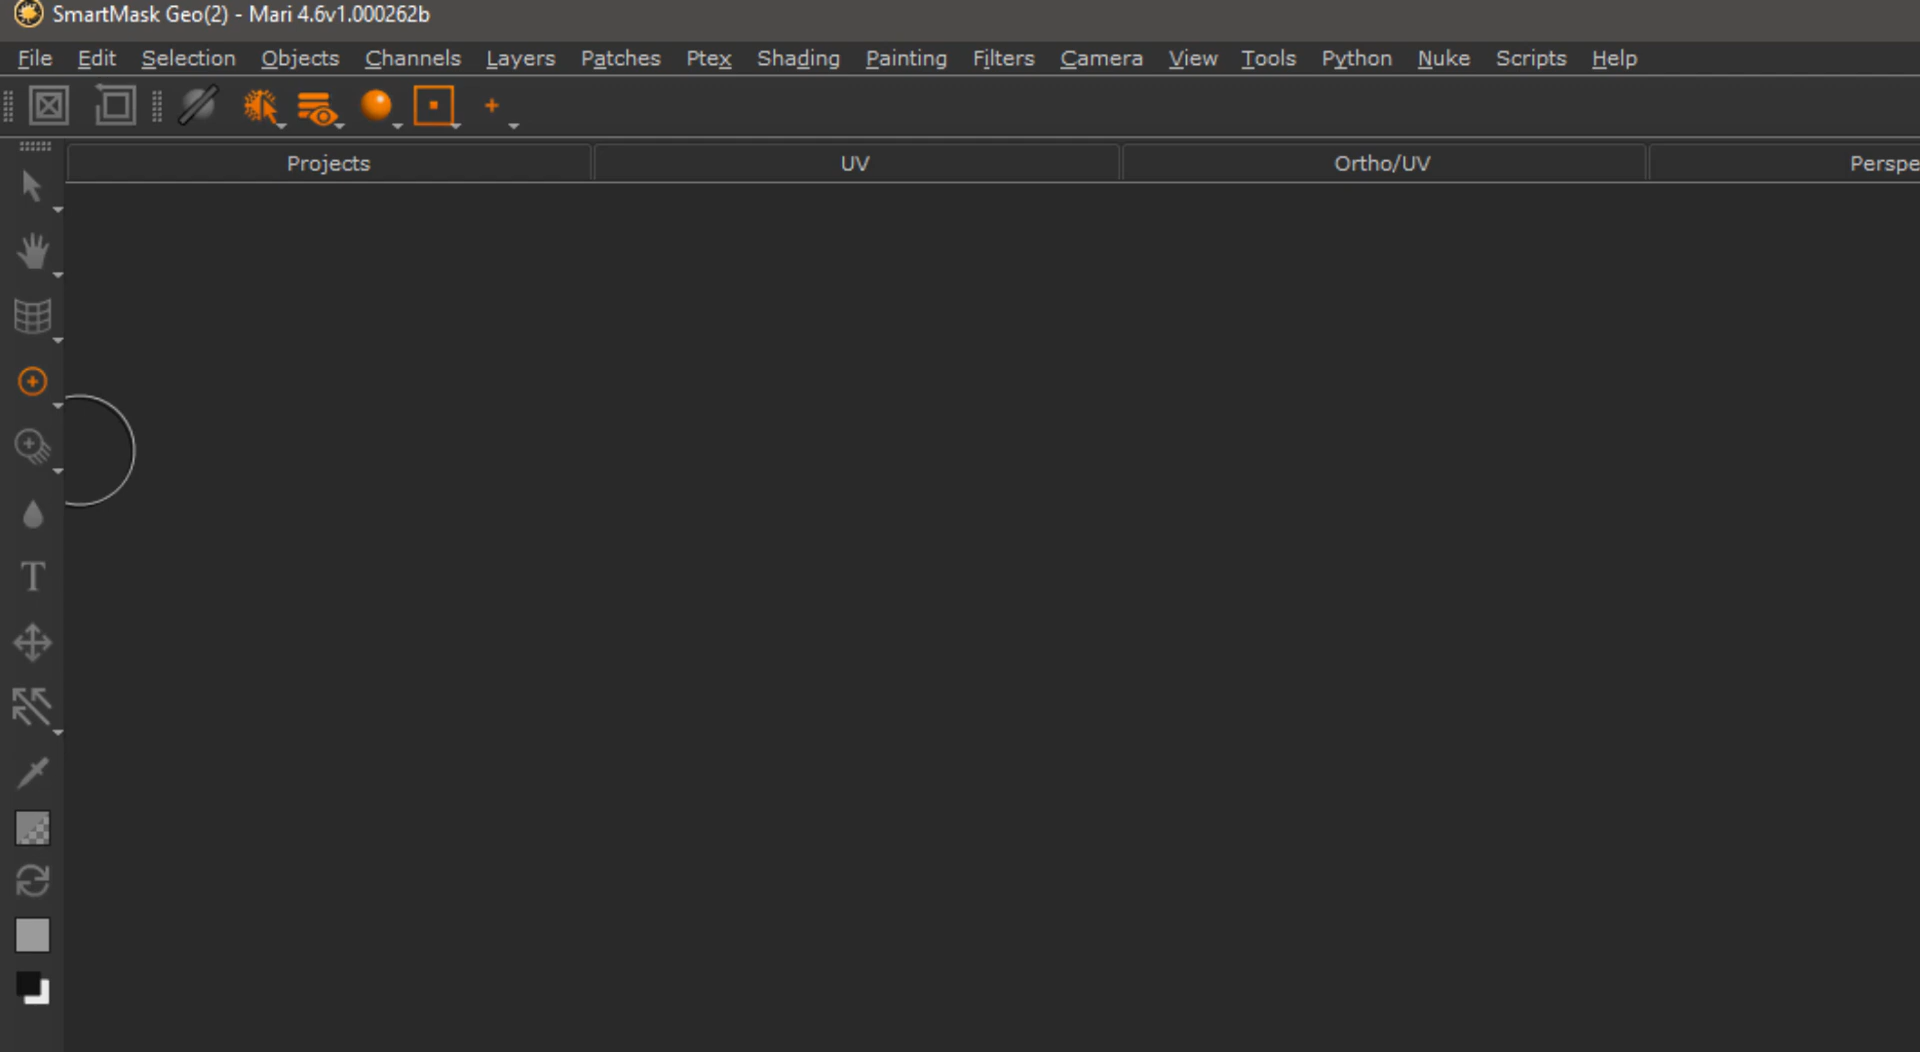 SmartMask Geo(2) - Mari 4.6v1.000262b
File Edit Selection Objects Channels Layers Patches Ptex Shading Painting Filters Camera View Tools Python Nuke Scripts Help
Projects UV Ortho/UV Perspe
T